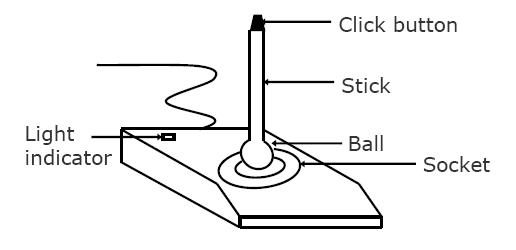 Click button
Stick
Light
indicator
Ball
Socket